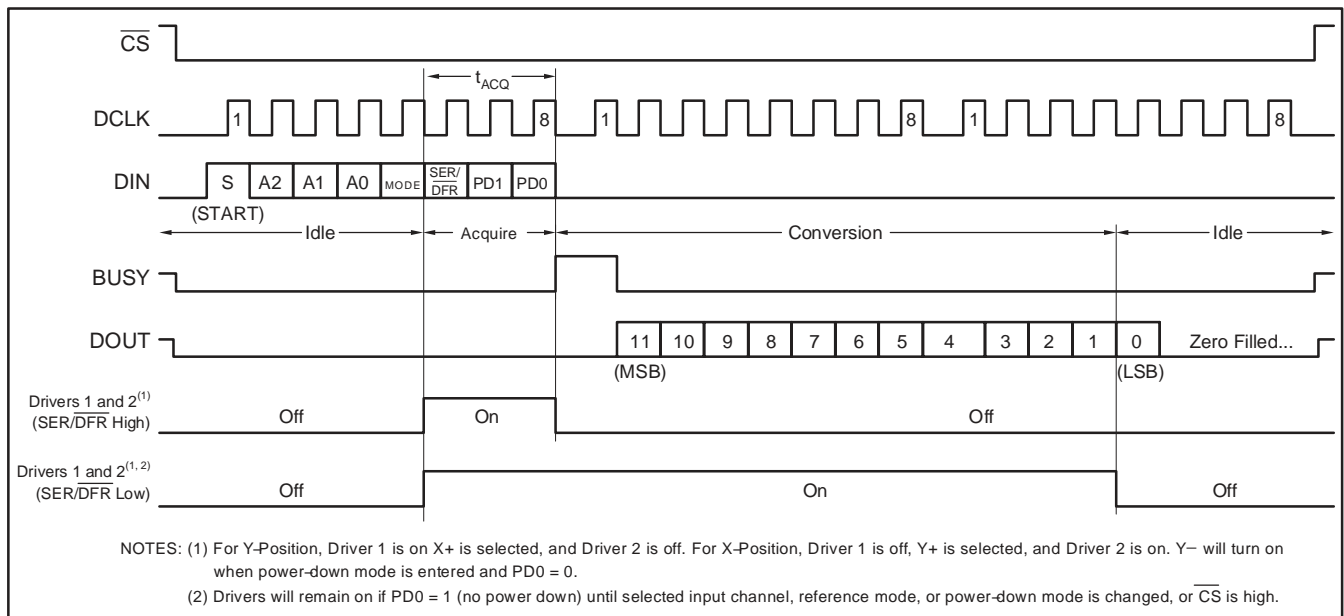 CS
tACQ
DCLK 1 8 1 8 1 8
DIN S A2 A1 A0 MODE SER/DFR PD1 PD0
(START)
Idle Acquire Conversion Idle
BUSY
DOUT 11 10 9 8 7 6 5 4 3 2 1 0 Zero Filled...
(MSB) (LSB)
Drivers 1 and 2(1)
(SER/DFR High) Off On Off
Drivers 1 and 2(1, 2)
(SER/DFR Low) Off On Off
NOTES: (1) For Y–Position, Driver 1 is on X+ is selected, and Driver 2 is off. For X–Position, Driver 1 is off, Y+ is selected, and Driver 2 is on. Y− will turn on
when power–down mode is entered and PD0 = 0.
(2) Drivers will remain on if PD0 = 1 (no power down) until selected input channel, reference mode, or power–down mode is changed, or CS is high.